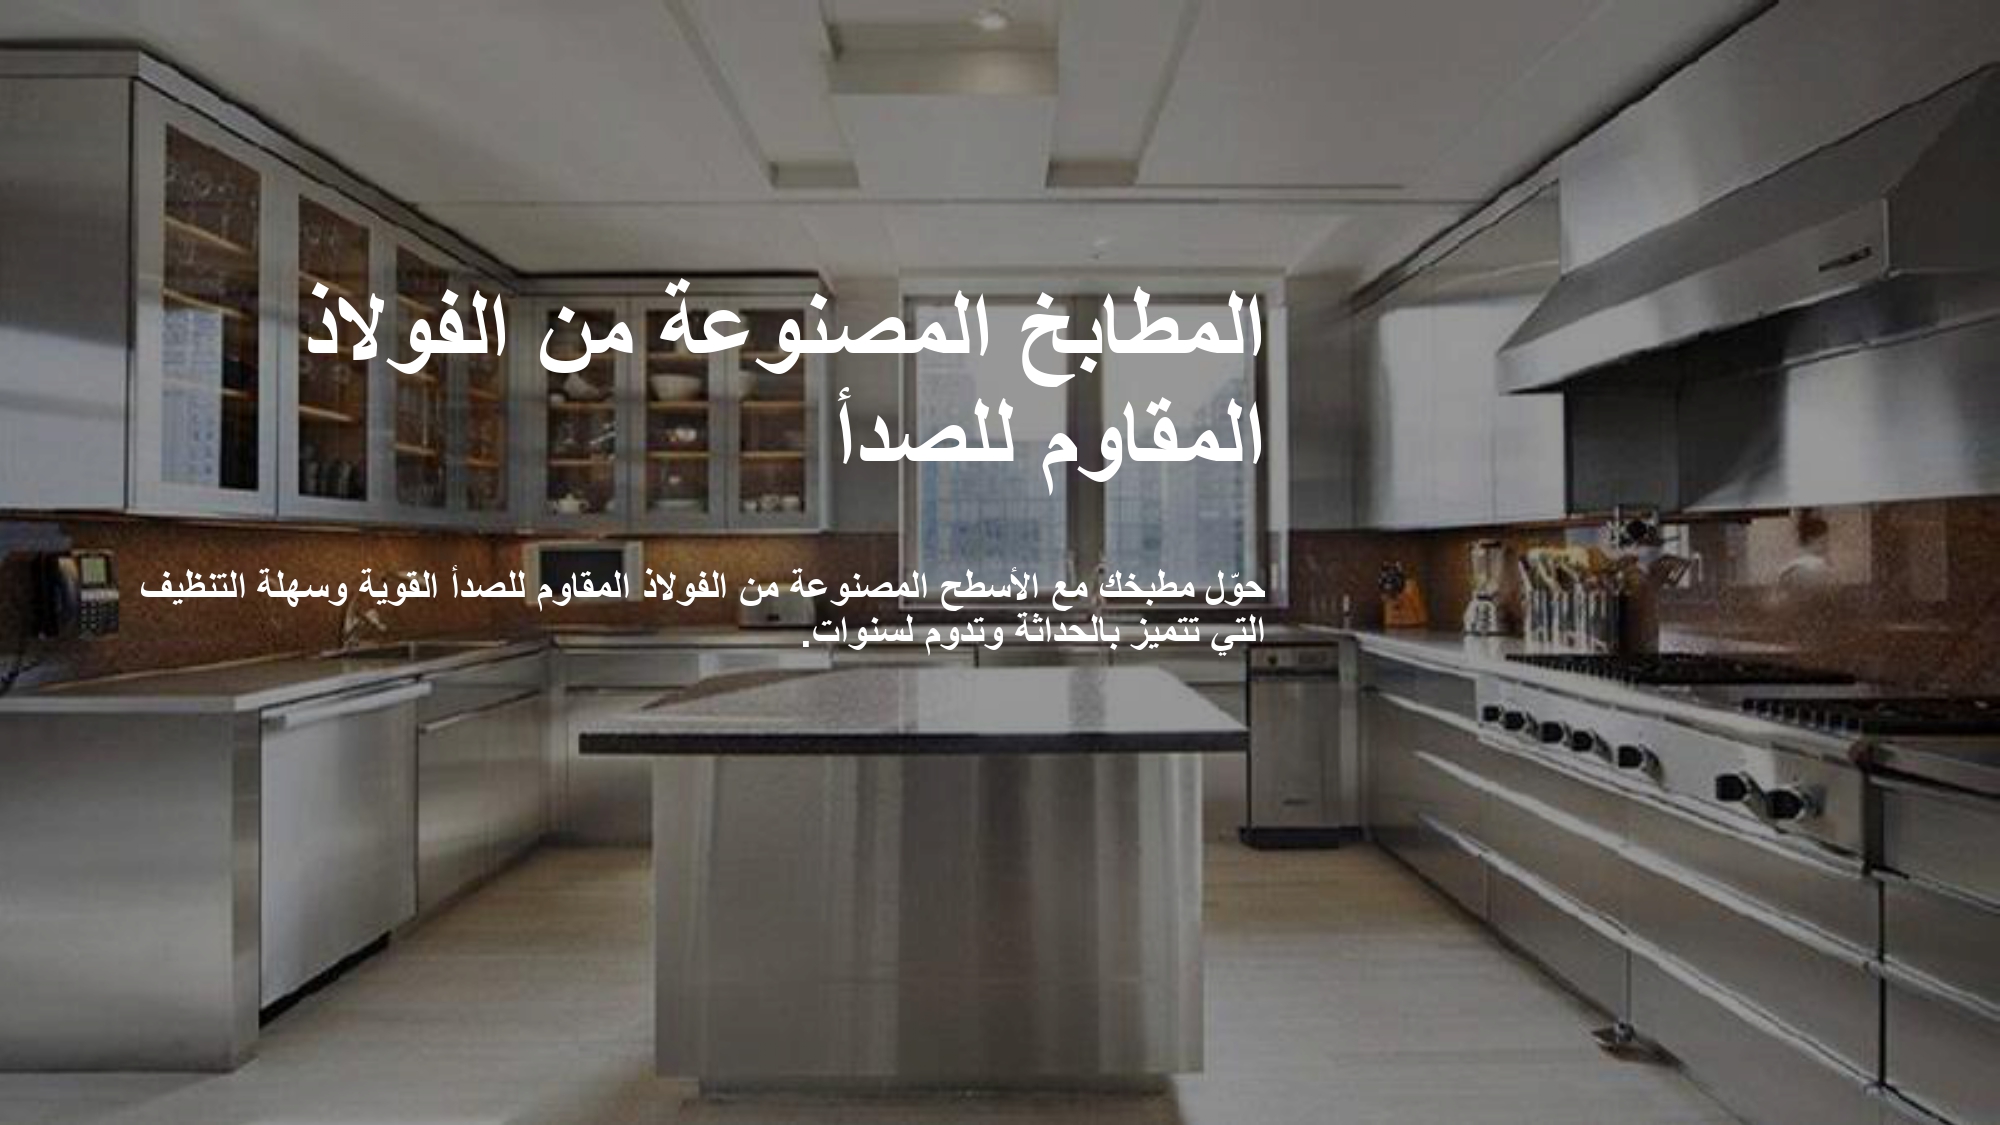 المطابخ المصنوعة من الفولاذ
المقاوم للصدأ
حوّل مطبخك مع الأسطح المصنوعة من الفولاذ المقاوم للصدأ القوية وسهلة التنظيف
التي تتميز بالحداثة وتدوم لسنوات.